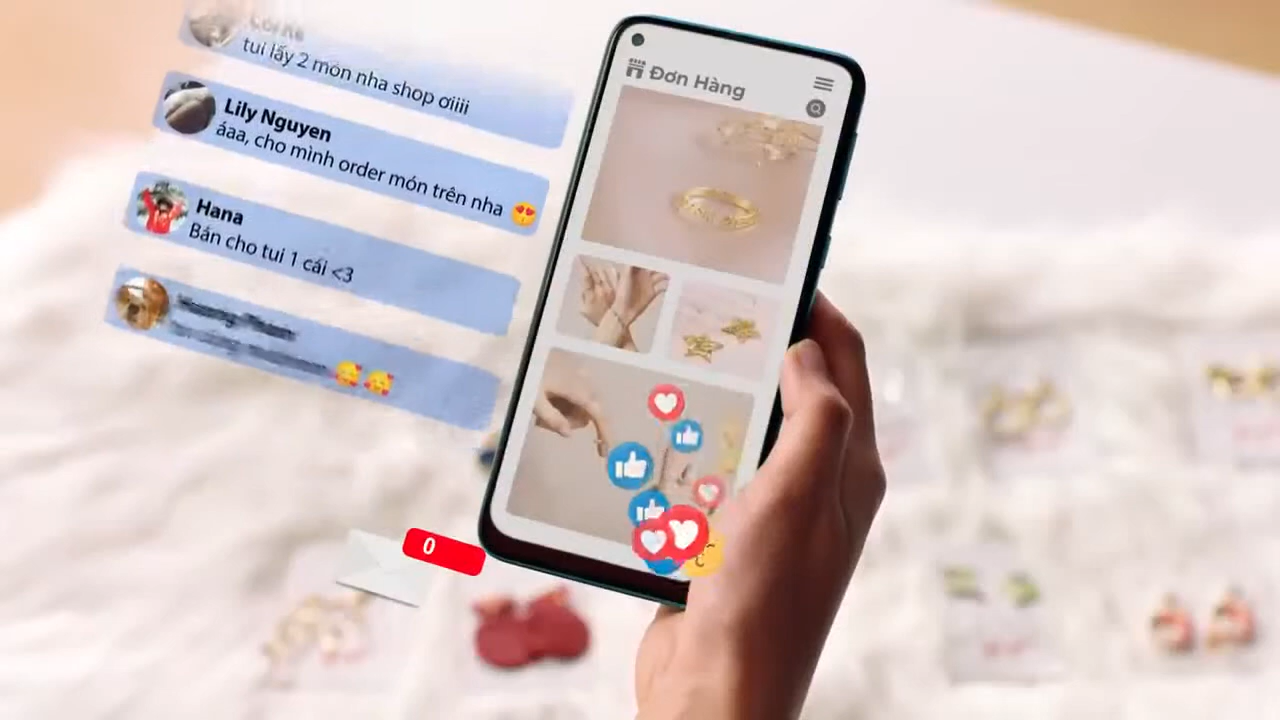 tui lấy 2 món nha shop ơiiii
Lily Nguyen
áaa, cho mình order món trên nha
Hana
Bán cho tui 1 cái <3
Đơn Hàng
0